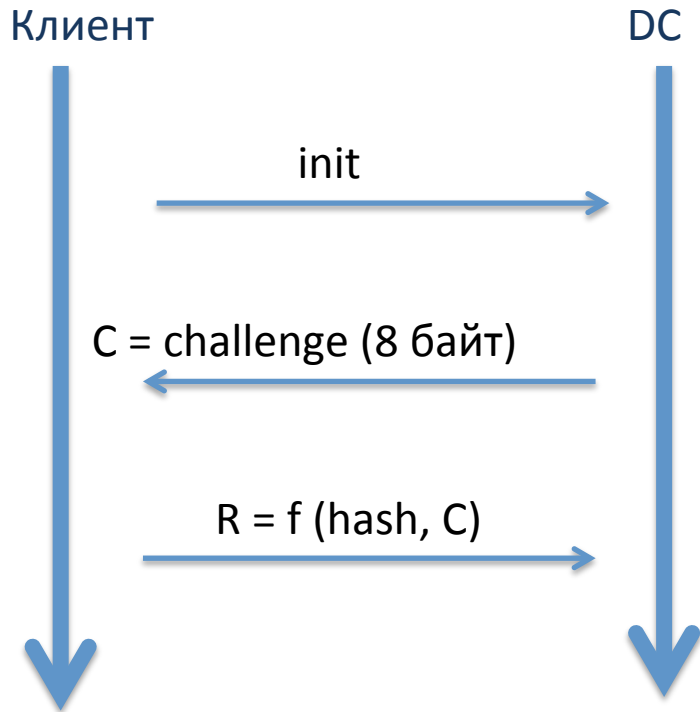 Клиент
DC
init
C = challenge (8 байт)
R = f (hash, C)